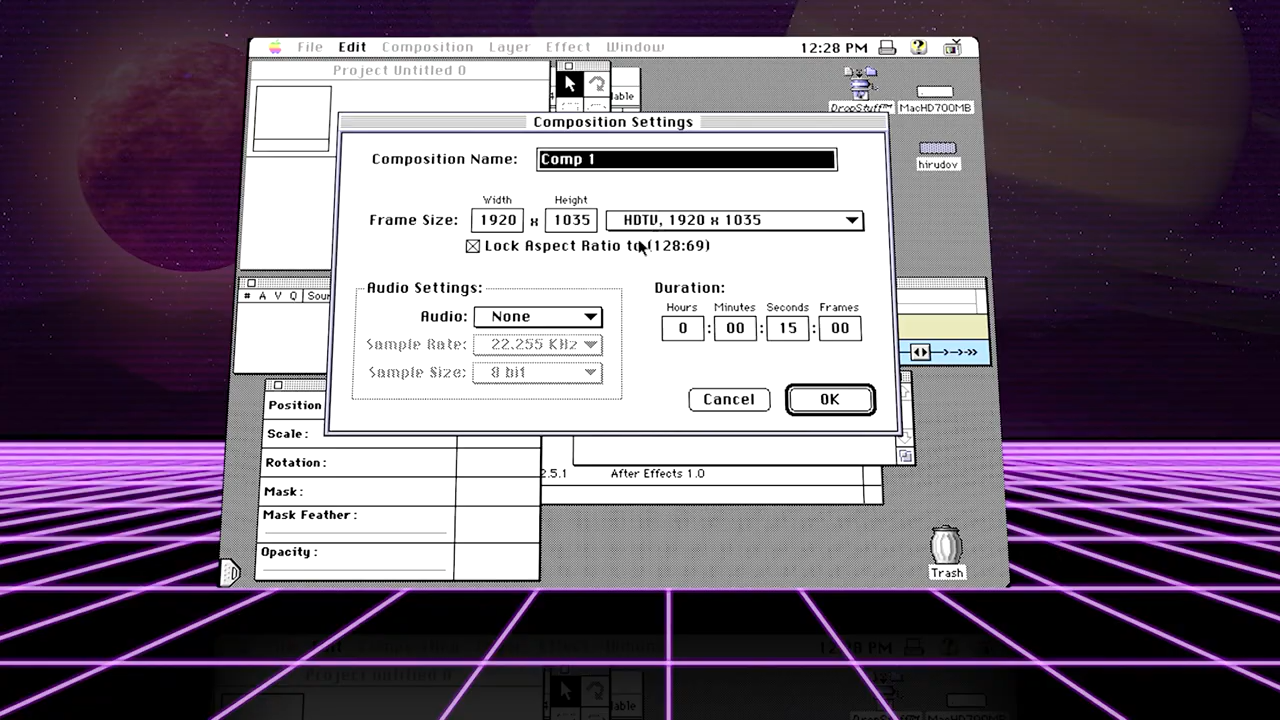 File Edit Composition Layer Effect Window 12:28 PM
Project Untitled 0
able
DropStuff™ MacHD700MB
Composition Settings
Composition Name: Comp 1
hirudov
Width Height
Frame Size: 1920 x 1035 HDTV, 1920 x 1035
Lock Aspect Ratio to (128:69)
Audio Settings: Duration:
Hours Minutes Seconds Frames
# A V Q Sour
Audio: None 0 : 00 : 15 : 00
Sample Rate: 22.255 KHz
Sample Size: 8 bit
Cancel OK
Position
Scale:
Rotation:
2.5.1 After Effects 1.0
Mask:
Mask Feather:
Opacity:
Trash